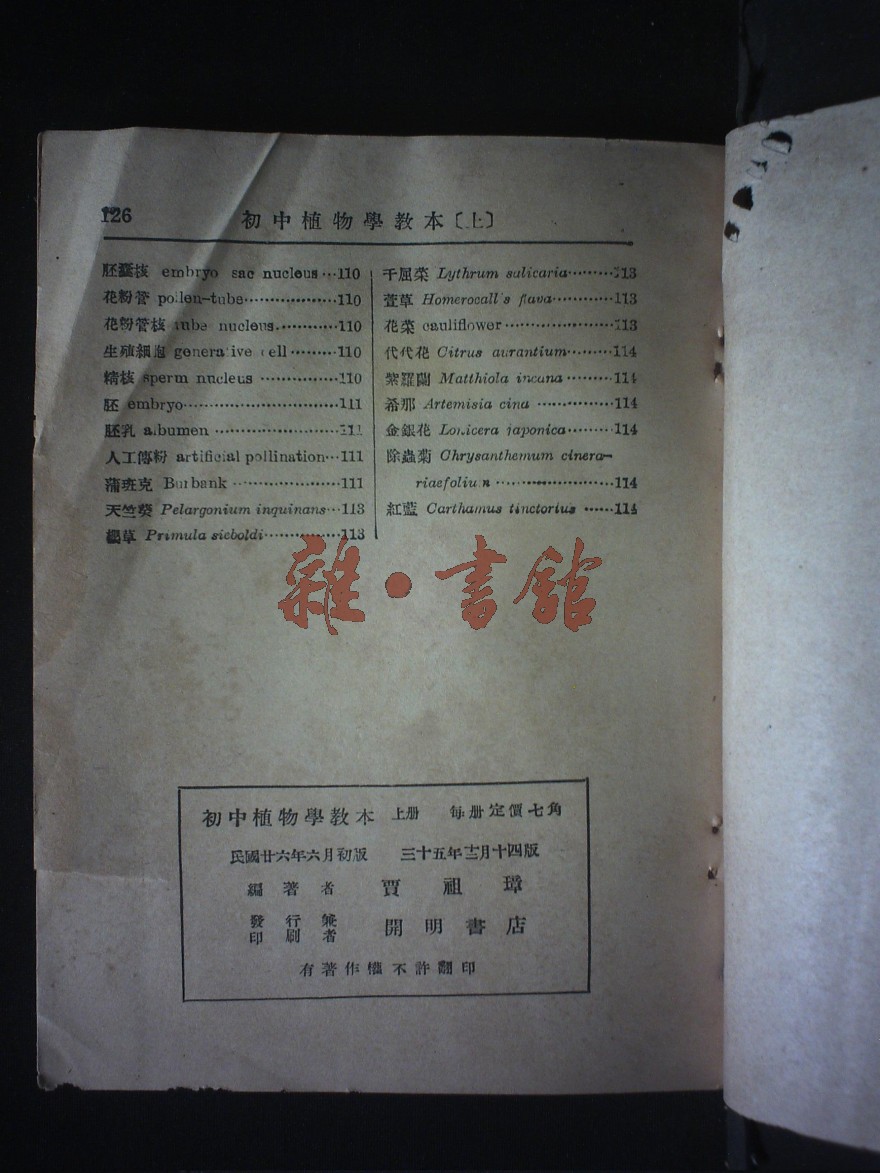 126
初中植物學教本〔上〕
胚囊核 embryo sac nucleus···110
花粉管 pollen-tube·················110
花粉管核 tube nucleus············110
生殖細胞 generative cell·········110
精核 sperm nucleus ··············110
胚 embryo····························111
胚乳 albumen ·······················111
人工傳粉 artificial pollination···111
蒲班克 Burbank ···················111
天竺葵 Pelargonium inquinans···113
櫻草 Primula sieboldi··············113
千屈菜 Lythrum salicaria·········113
萱草 Homerocallis flava···········113
花菜 cauliflower····················113
代代花 Citrus aurantium·········114
紫羅蘭 Matthiola incana·········114
希那 Artemisia cina ··············114
金銀花 Lonicera japonica·········114
除蟲菊 Chrysanthemum cinera-
riaefolium ·····················114
紅藍 Carthamus tinctorius ······114
雜·書館
初中植物學教本 上册 每册定價七角
民國廿六年六月初版 三十五年十二月十四版
編著者 賈祖璋
發行兼印刷者 開明書店
有著作權不許翻印